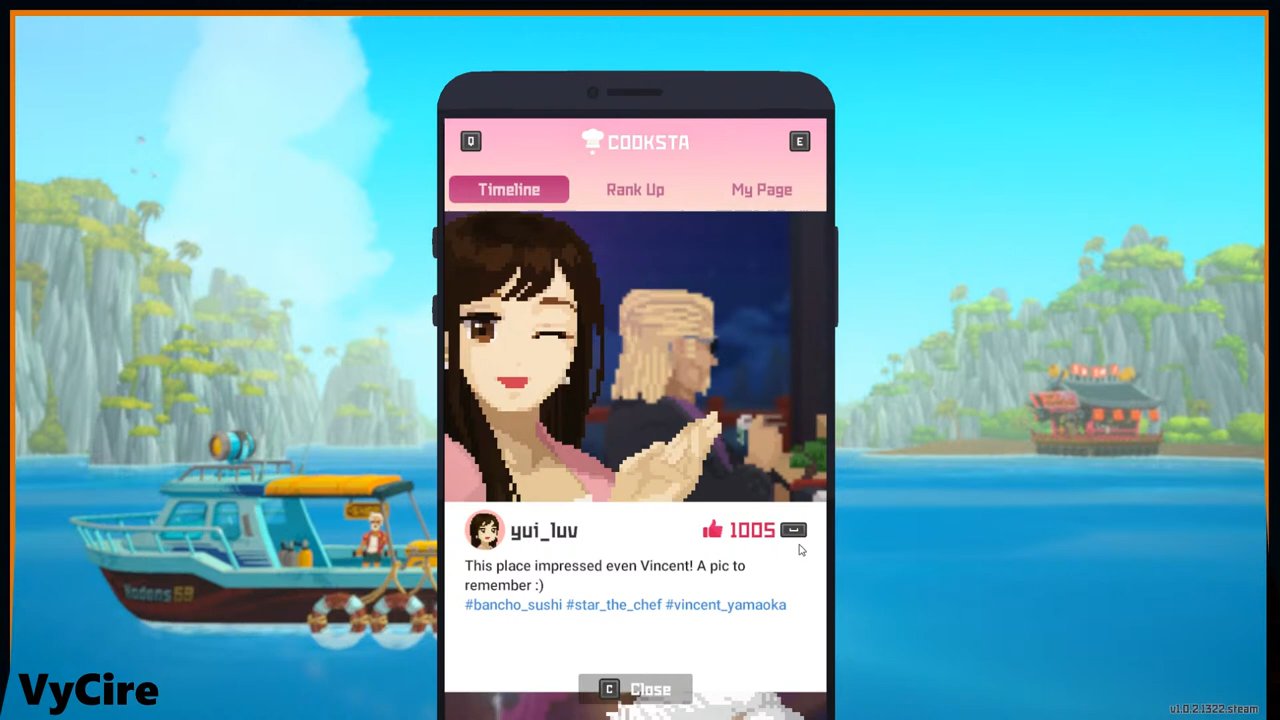 Q
COOKSTA
E
Timeline
Rank Up
My Page
yui_luv
1005
This place impressed even Vincent! A pic to
remember :)
#bancho_sushi #star_the_chef #vincent_yamaoka
C Close
VyCire
v1.0.2.1322.steam